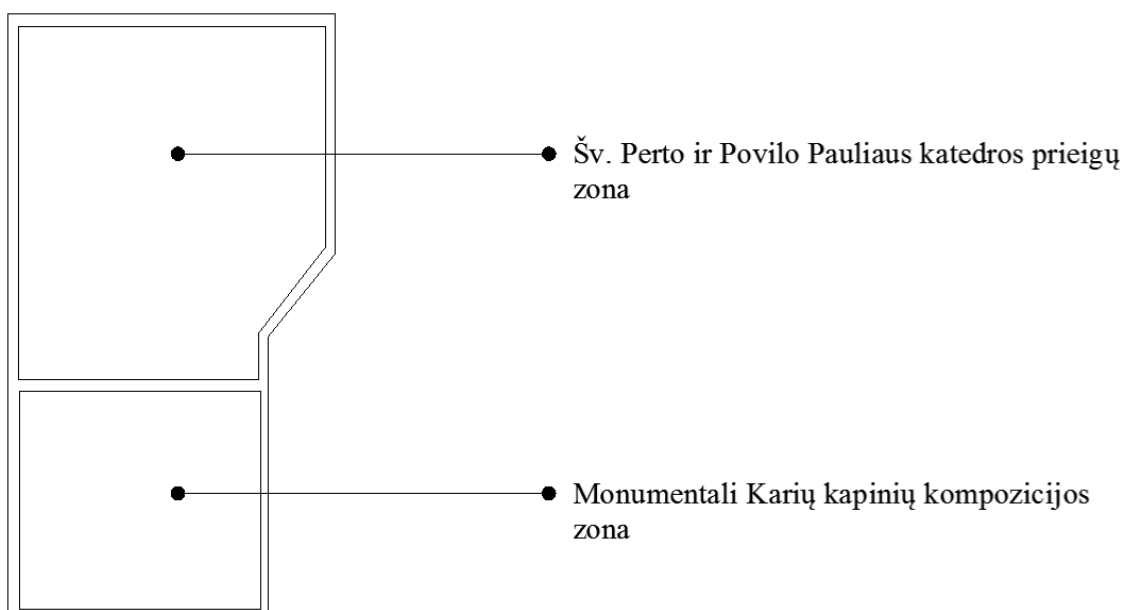 Šv. Perto ir Povilo Pauliaus katedros prieigų
zona
Monumentali Karių kapinių kompozicijos
zona